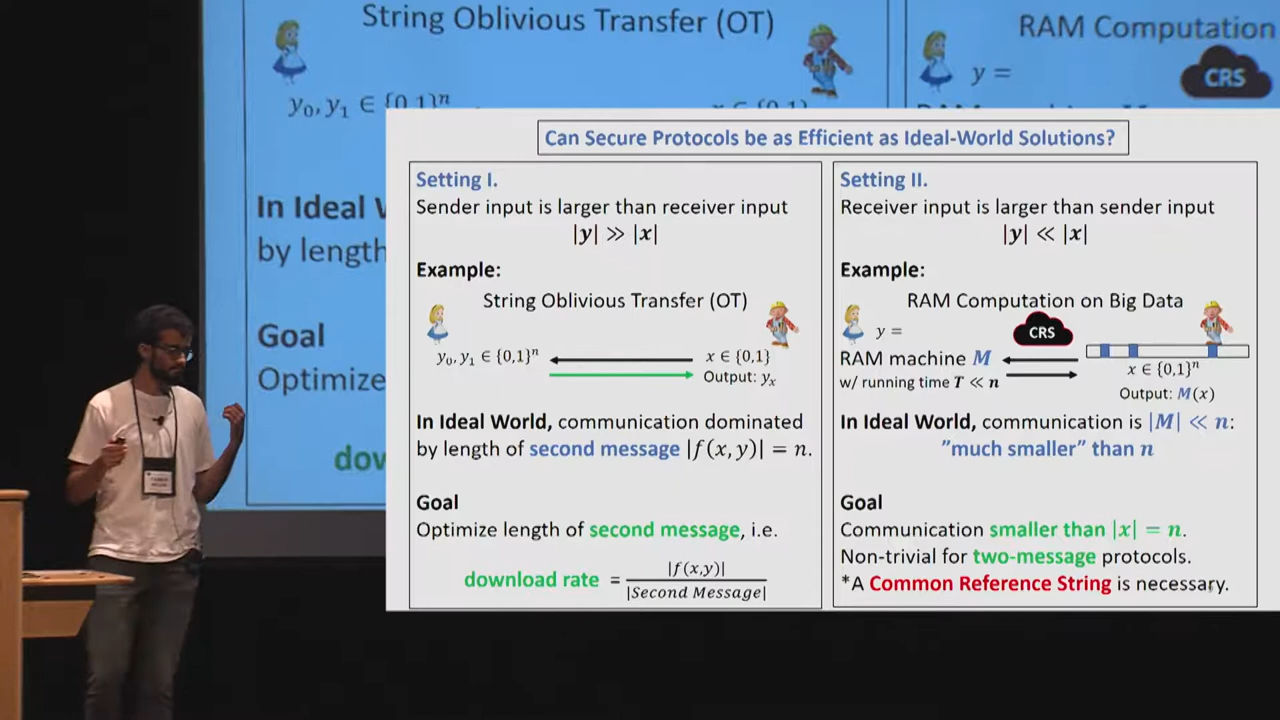 String Oblivious Transfer (OT)
y₀, y₁ ∈ {0,1}ⁿ
x ∈ {0,1}
In Ideal
by length
Goal
Optimize
dow
RAM Computation
y =
CRS
Can Secure Protocols be as Efficient as Ideal-World Solutions?
Setting I.
Sender input is larger than receiver input
|y| ≫ |x|
Example:
String Oblivious Transfer (OT)
y₀, y₁ ∈ {0,1}ⁿ
x ∈ {0,1}
Output: yₓ
In Ideal World, communication dominated
by length of second message |f(x, y)| = n.
Goal
Optimize length of second message, i.e.
download rate = |f(x,y)| / |Second Message|
Setting II.
Receiver input is larger than sender input
|y| ≪ |x|
Example:
RAM Computation on Big Data
y =
CRS
RAM machine M
w/ running time T ≪ n
x ∈ {0,1}ⁿ
Output: M(x)
In Ideal World, communication is |M| ≪ n:
”much smaller” than n
Goal
Communication smaller than |x| = n.
Non-trivial for two-message protocols.
*A Common Reference String is necessary.